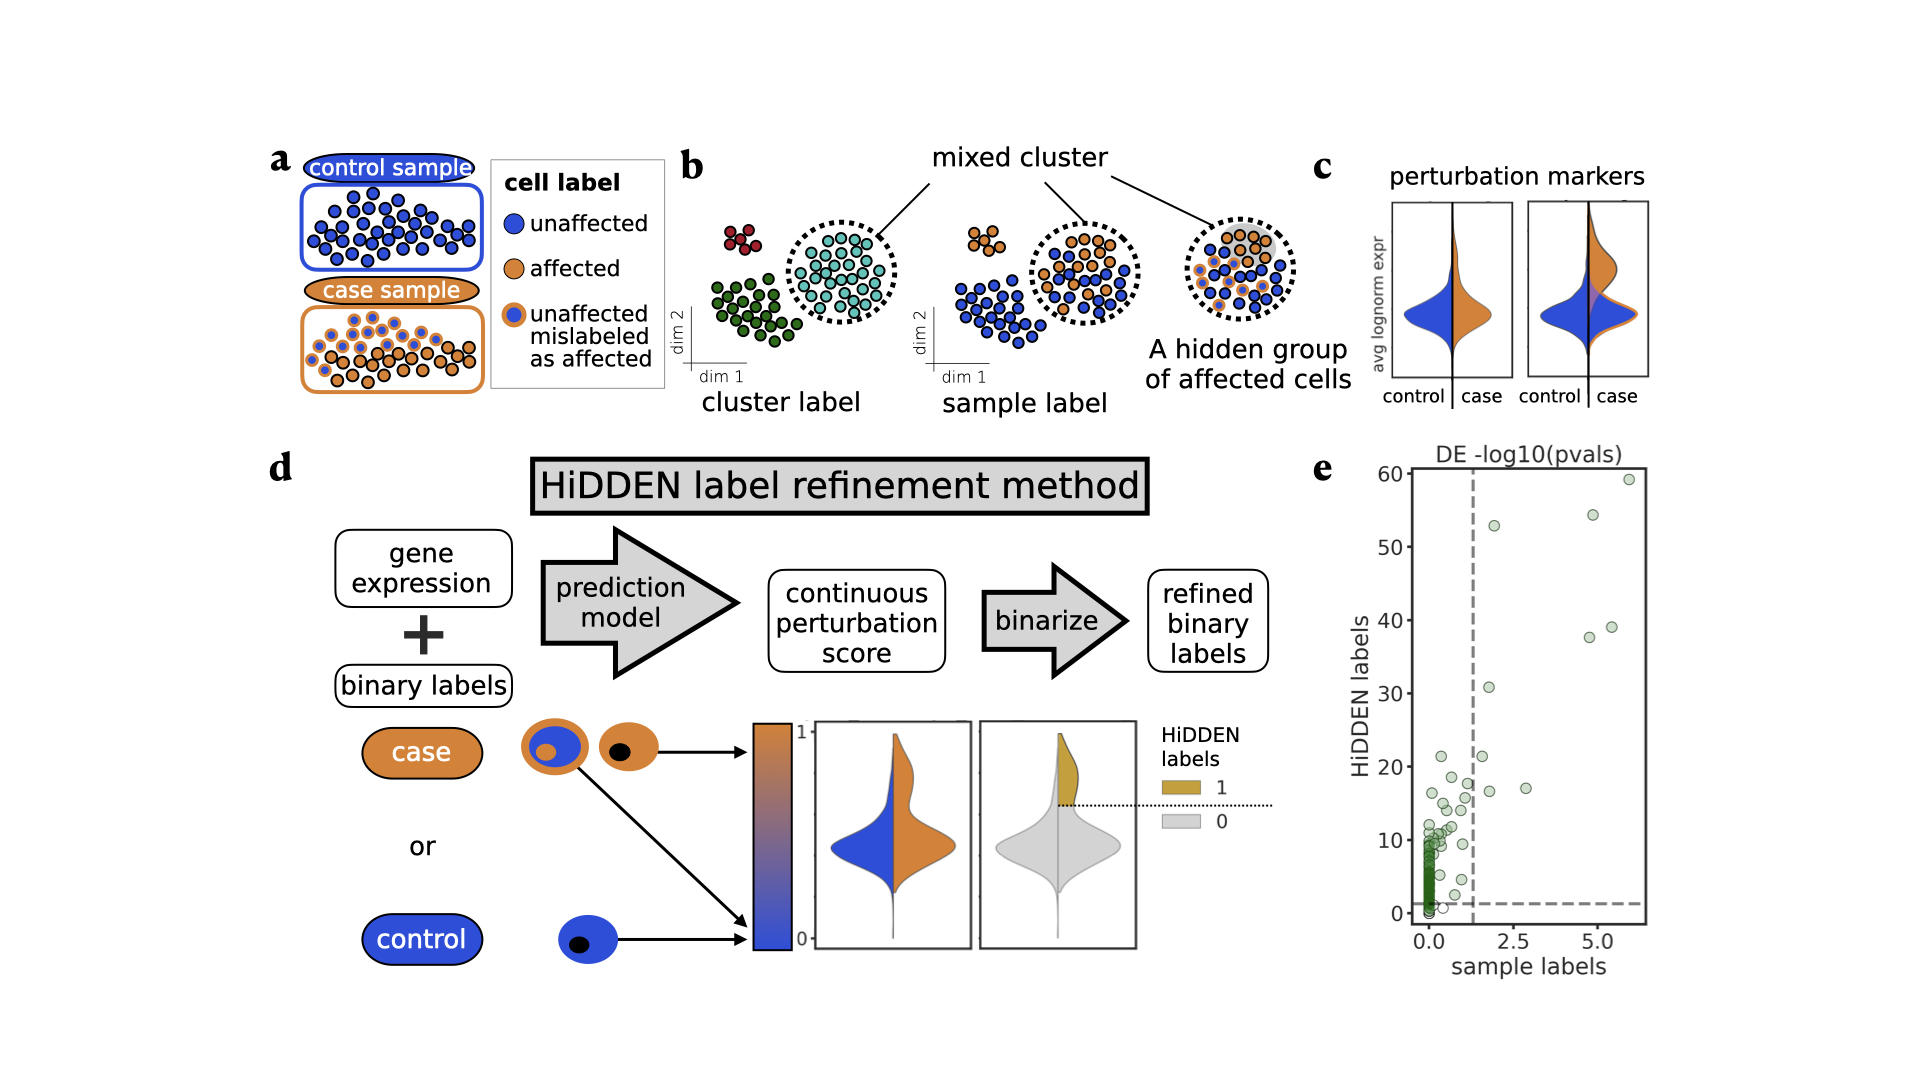 a
control sample
case sample
cell label
unaffected
affected
unaffected
mislabeled
as affected
b
mixed cluster
dim 2
dim 1
cluster label
dim 2
dim 1
sample label
A hidden group
of affected cells
c
perturbation markers
avg lognorm expr
control
case
control
case
d
HiDDEN label refinement method
gene
expression
+
binary labels
prediction
model
continuous
perturbation
score
binarize
refined
binary
labels
case
or
control
1
0
HiDDEN
labels
1
0
e
DE -log10(pvals)
HiDDEN labels
60
50
40
30
20
10
0
0.0
2.5
5.0
sample labels